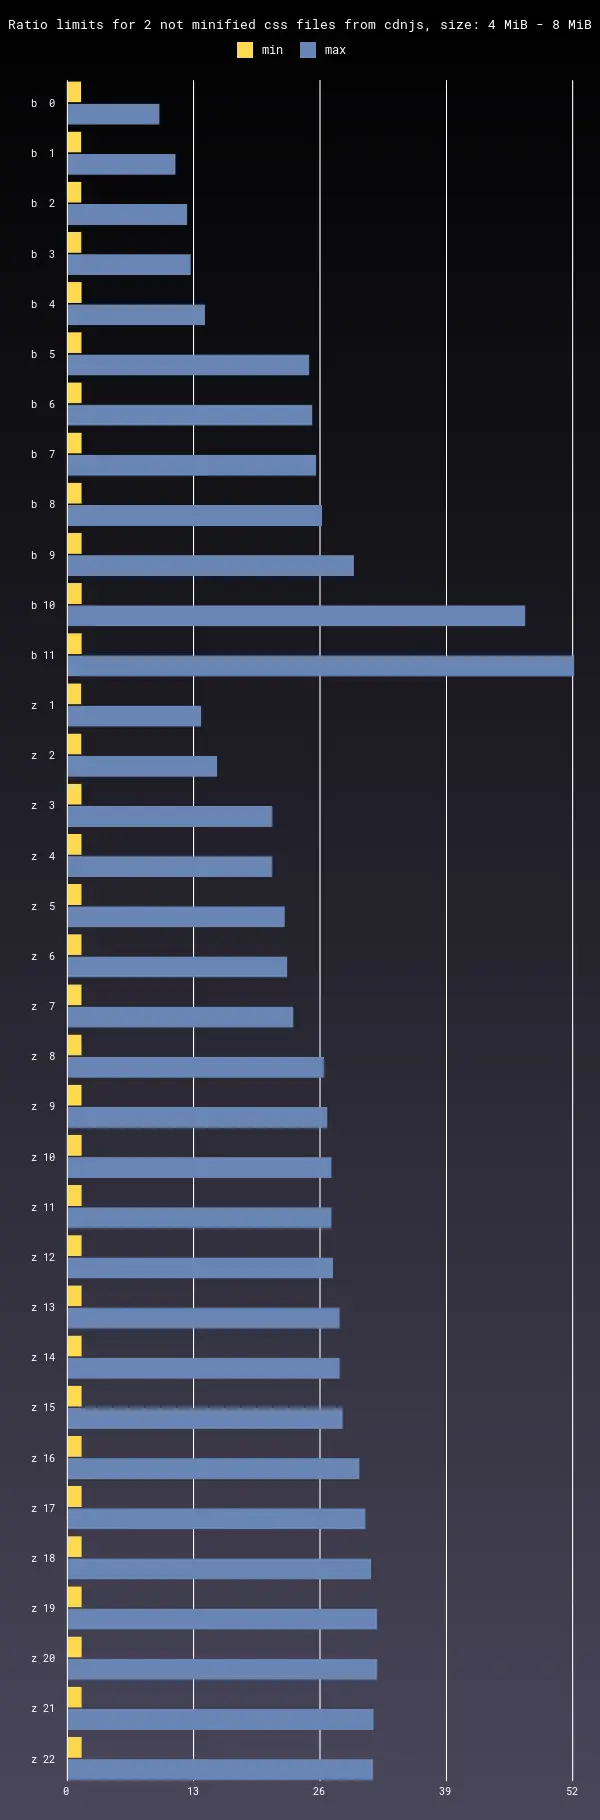 Ratio limits for 2 not minified css files from cdnjs, size: 4 MiB - 8 MiB
min max
b 0
b 1
b 2
b 3
b 4
b 5
b 6
b 7
b 8
b 9
b 10
b 11
z 1
z 2
z 3
z 4
z 5
z 6
z 7
z 8
z 9
z 10
z 11
z 12
z 13
z 14
z 15
z 16
z 17
z 18
z 19
z 20
z 21
z 22
0 13 26 39 52